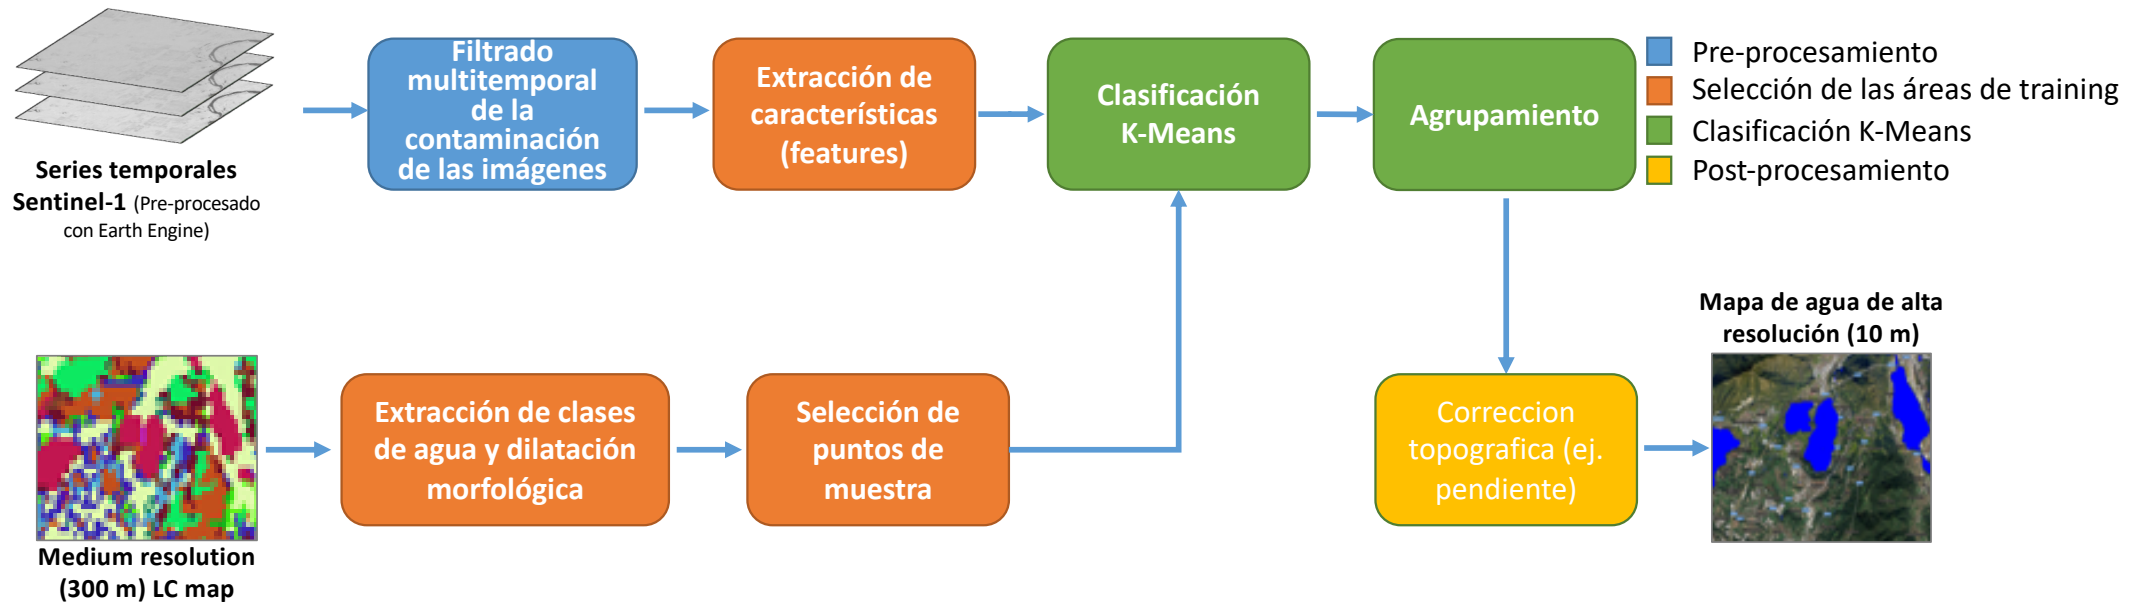 Series temporales
Sentinel-1 (Pre-procesado
con Earth Engine)
Filtrado
multitemporal
de la
contaminación
de las imágenes
Extracción de
características
(features)
Clasificación
K-Means
Agrupamiento
Pre-procesamiento
Selección de las áreas de training
Clasificación K-Means
Post-procesamiento
Medium resolution
(300 m) LC map
Extracción de clases
de agua y dilatación
morfológica
Selección de
puntos de
muestra
Correccion
topografica (ej.
pendiente)
Mapa de agua de alta
resolución (10 m)